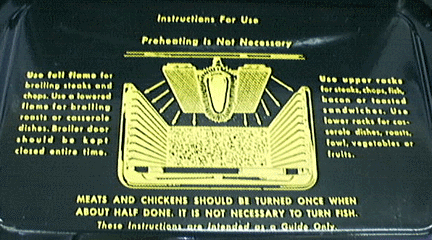 Instructions For Use
Preheating Is Not Necessary
Use full flame for
broiling steaks and
chops. Use a lowered
flame for broiling
roasts or casserole
dishes. Broiler door
should be kept
closed entire time.
Use upper racks
for steaks, chops, fish,
bacon or toasted
sandwiches. Use
lower racks for cas-
serole dishes, roasts,
fowl, vegetables or
fruits.
MEATS AND CHICKENS SHOULD BE TURNED ONCE WHEN
ABOUT HALF DONE. IT IS NOT NECESSARY TO TURN FISH.
These Instructions are Intended as a Guide Only.